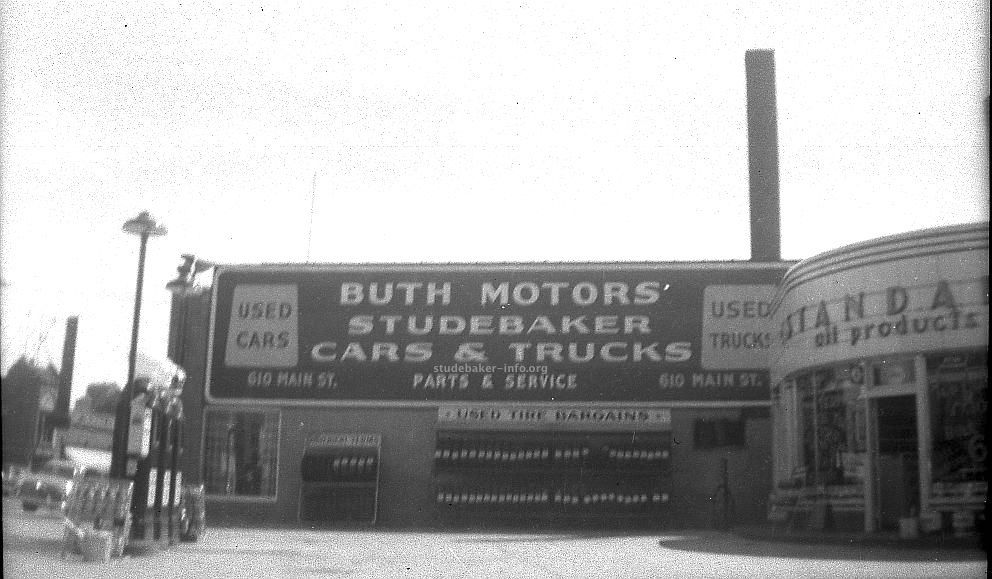 BUTH MOTORS'
STUDEBAKER
CARS & TRUCKS
PARTS & SERVICE
USED
CARS
610 MAIN ST.
USED
TRUCKS
610 MAIN ST.
studebaker-info.org
USED TIRE BARGAINS
STANDA
oil products